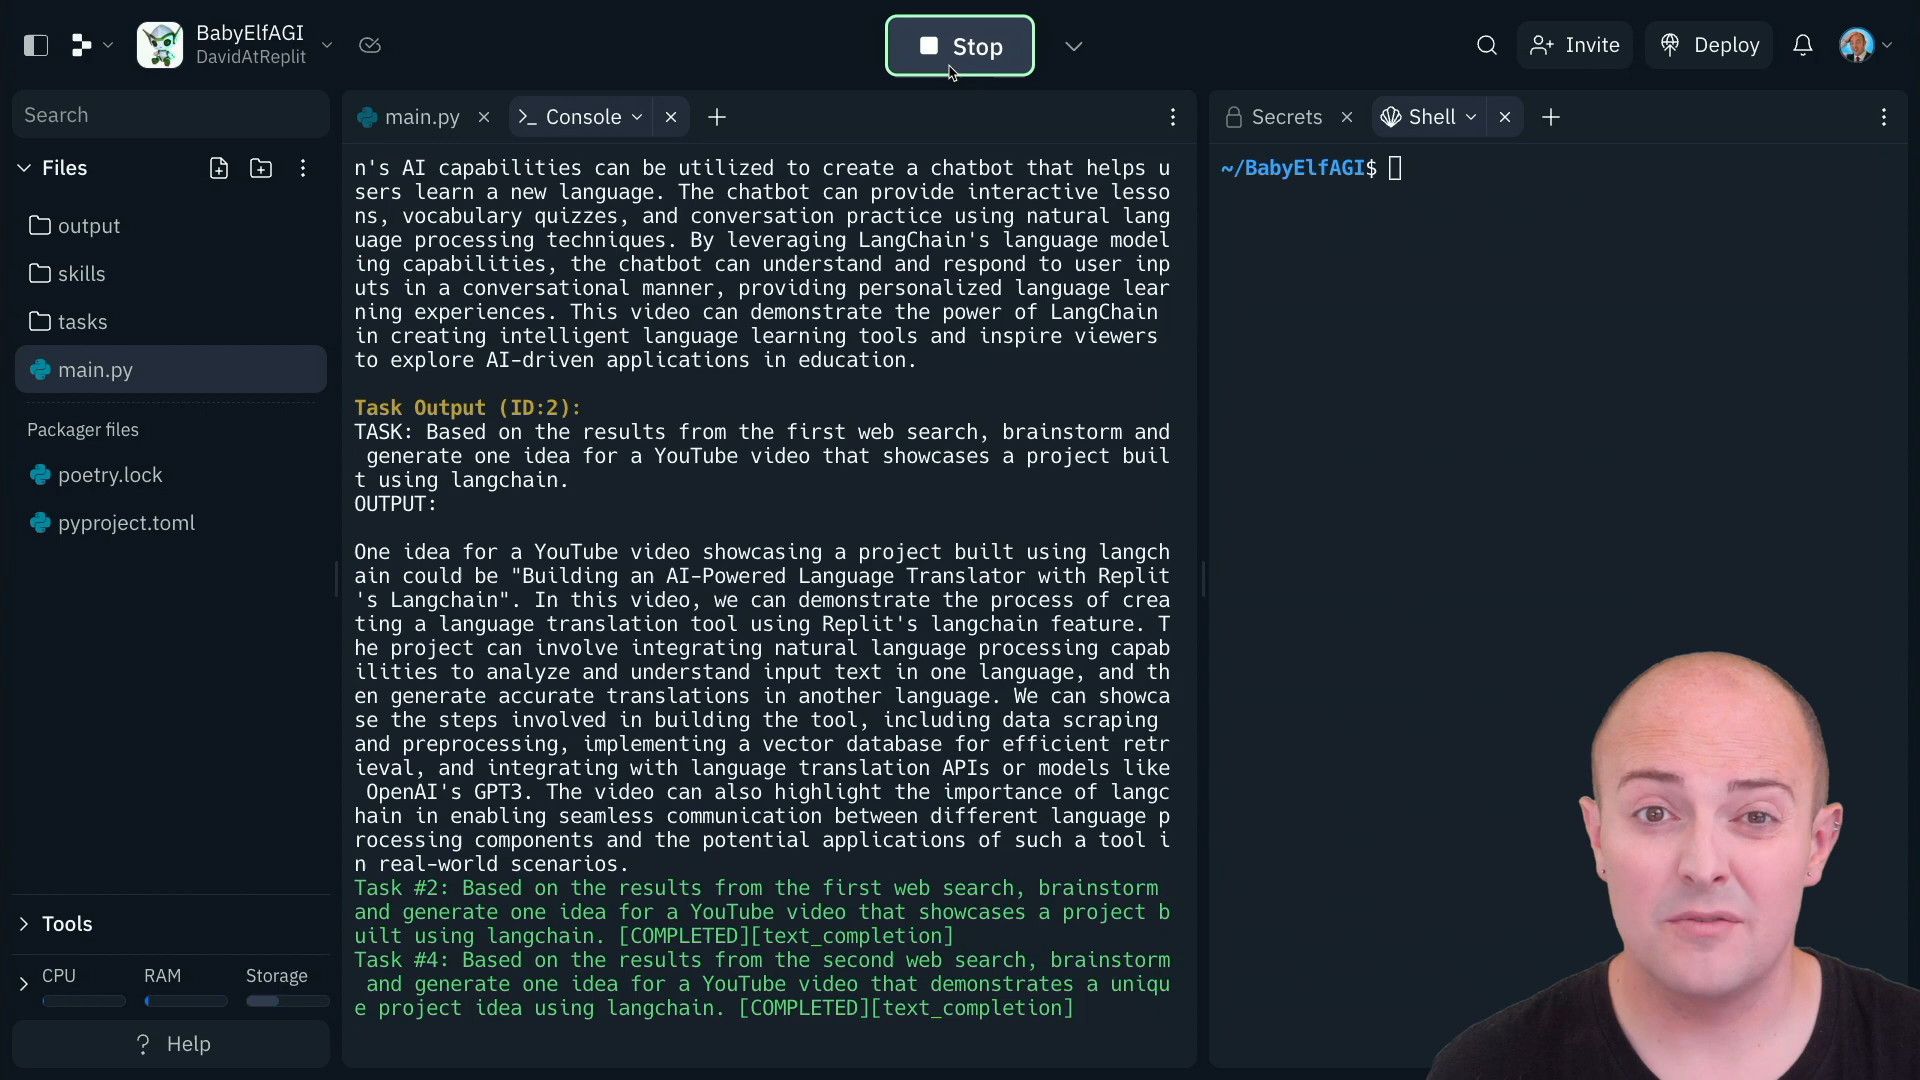 BabyElfAGI
DavidAtReplit
Stop
Invite
Deploy
Search
Files
output
skills
tasks
main.py
Packager files
poetry.lock
pyproject.toml
Tools
CPU RAM Storage
? Help
main.py
>_ Console
n's AI capabilities can be utilized to create a chatbot that helps u
sers learn a new language. The chatbot can provide interactive lesso
ns, vocabulary quizzes, and conversation practice using natural lang
uage processing techniques. By leveraging LangChain's language model
ing capabilities, the chatbot can understand and respond to user inp
uts in a conversational manner, providing personalized language lear
ning experiences. This video can demonstrate the power of LangChain
in creating intelligent language learning tools and inspire viewers
to explore AI-driven applications in education.
Task Output (ID:2):
TASK: Based on the results from the first web search, brainstorm and
generate one idea for a YouTube video that showcases a project buil
t using langchain.
OUTPUT:
One idea for a YouTube video showcasing a project built using langch
ain could be "Building an AI-Powered Language Translator with Replit
's Langchain". In this video, we can demonstrate the process of crea
ting a language translation tool using Replit's langchain feature. T
he project can involve integrating natural language processing capab
ilities to analyze and understand input text in one language, and th
en generate accurate translations in another language. We can showca
se the steps involved in building the tool, including data scraping
and preprocessing, implementing a vector database for efficient retr
ieval, and integrating with language translation APIs or models like
OpenAI's GPT3. The video can also highlight the importance of langc
hain in enabling seamless communication between different language p
rocessing components and the potential applications of such a tool i
n real-world scenarios.
Task #2: Based on the results from the first web search, brainstorm
and generate one idea for a YouTube video that showcases a project b
uilt using langchain. [COMPLETED][text_completion]
Task #4: Based on the results from the second web search, brainstorm
and generate one idea for a YouTube video that demonstrates a uniqu
e project idea using langchain. [COMPLETED][text_completion]
Secrets
Shell
~/BabyElfAGI$